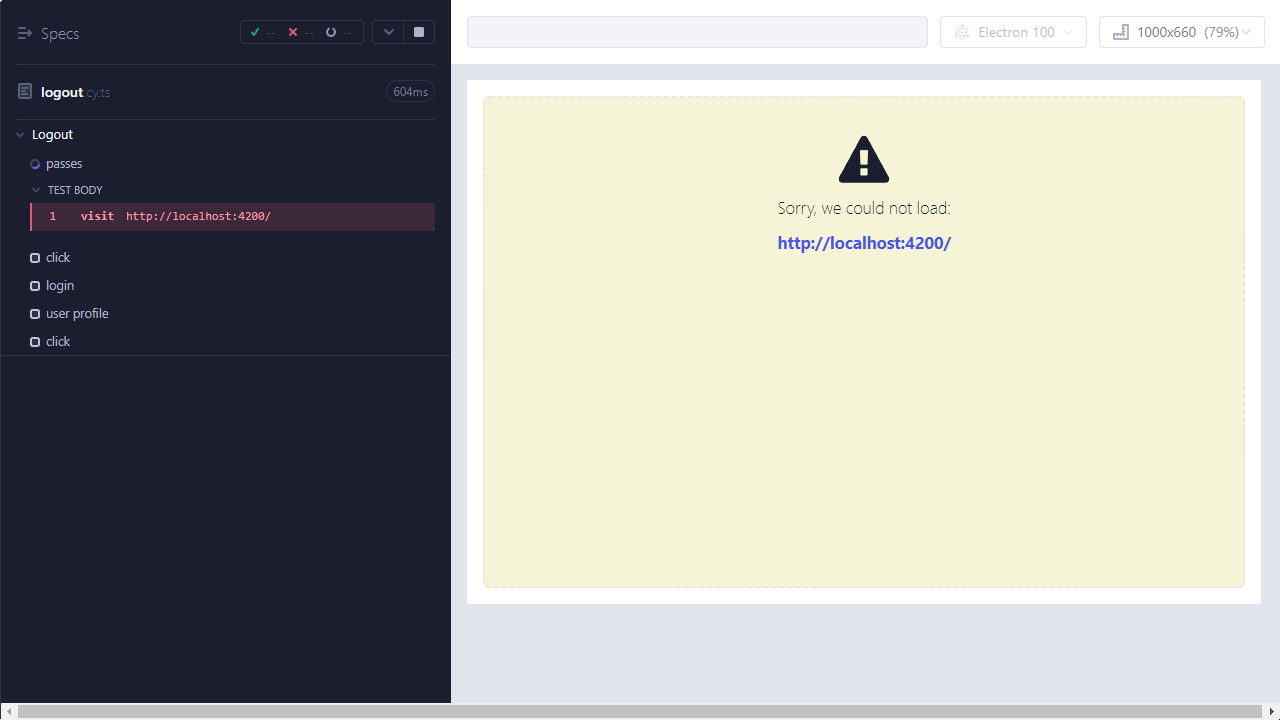 Specs
-- -- --
logout.cy.ts
604ms
Logout
passes
TEST BODY
1 visit http://localhost:4200/
click
login
user profile
click
Electron 100
1000x660 (79%)
Sorry, we could not load:
http://localhost:4200/